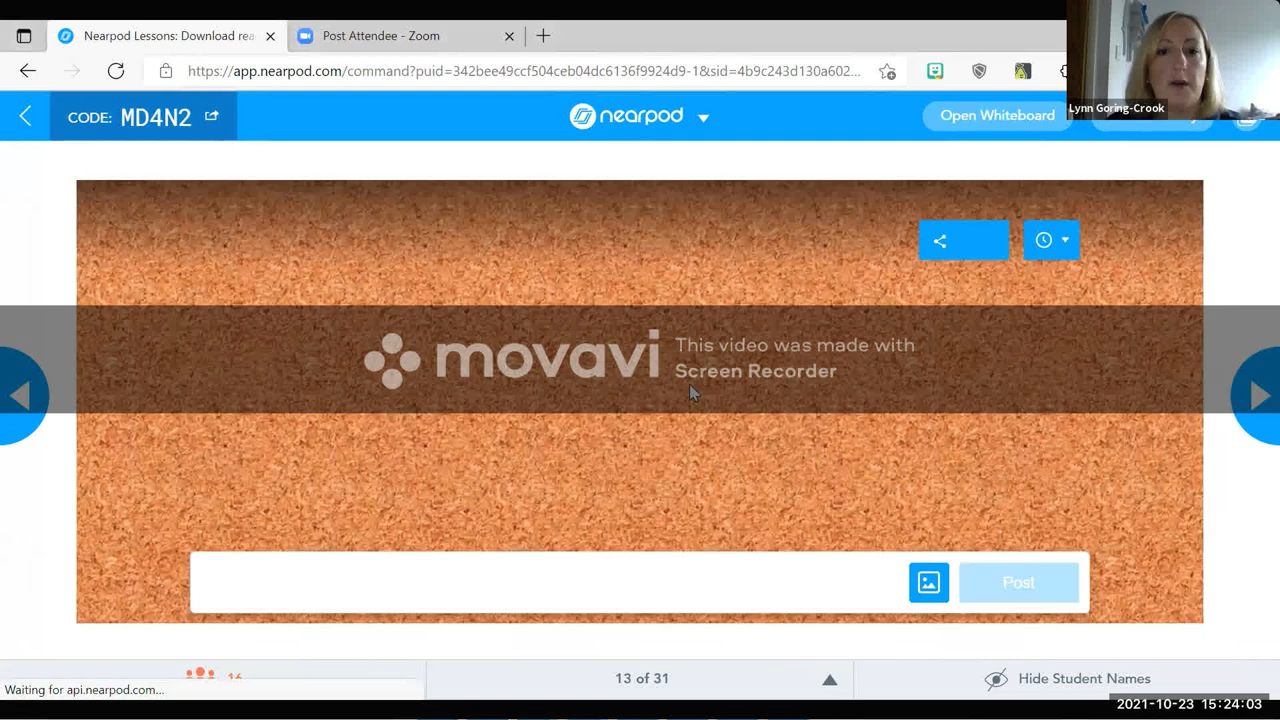 Nearpod Lessons: Download rea
Post Attendee - Zoom
https://app.nearpod.com/command?puid=342bee49ccf504ceb04dc6136f9924d9-1&sid=4b9c243d130a602...
Lynn Goring-Crook
CODE: MD4N2
nearpod
Open Whiteboard
movavi
This video was made with
Screen Recorder
Post
16
13 of 31
Hide Student Names
Waiting for api.nearpod.com...
2021-10-23 15:24:03